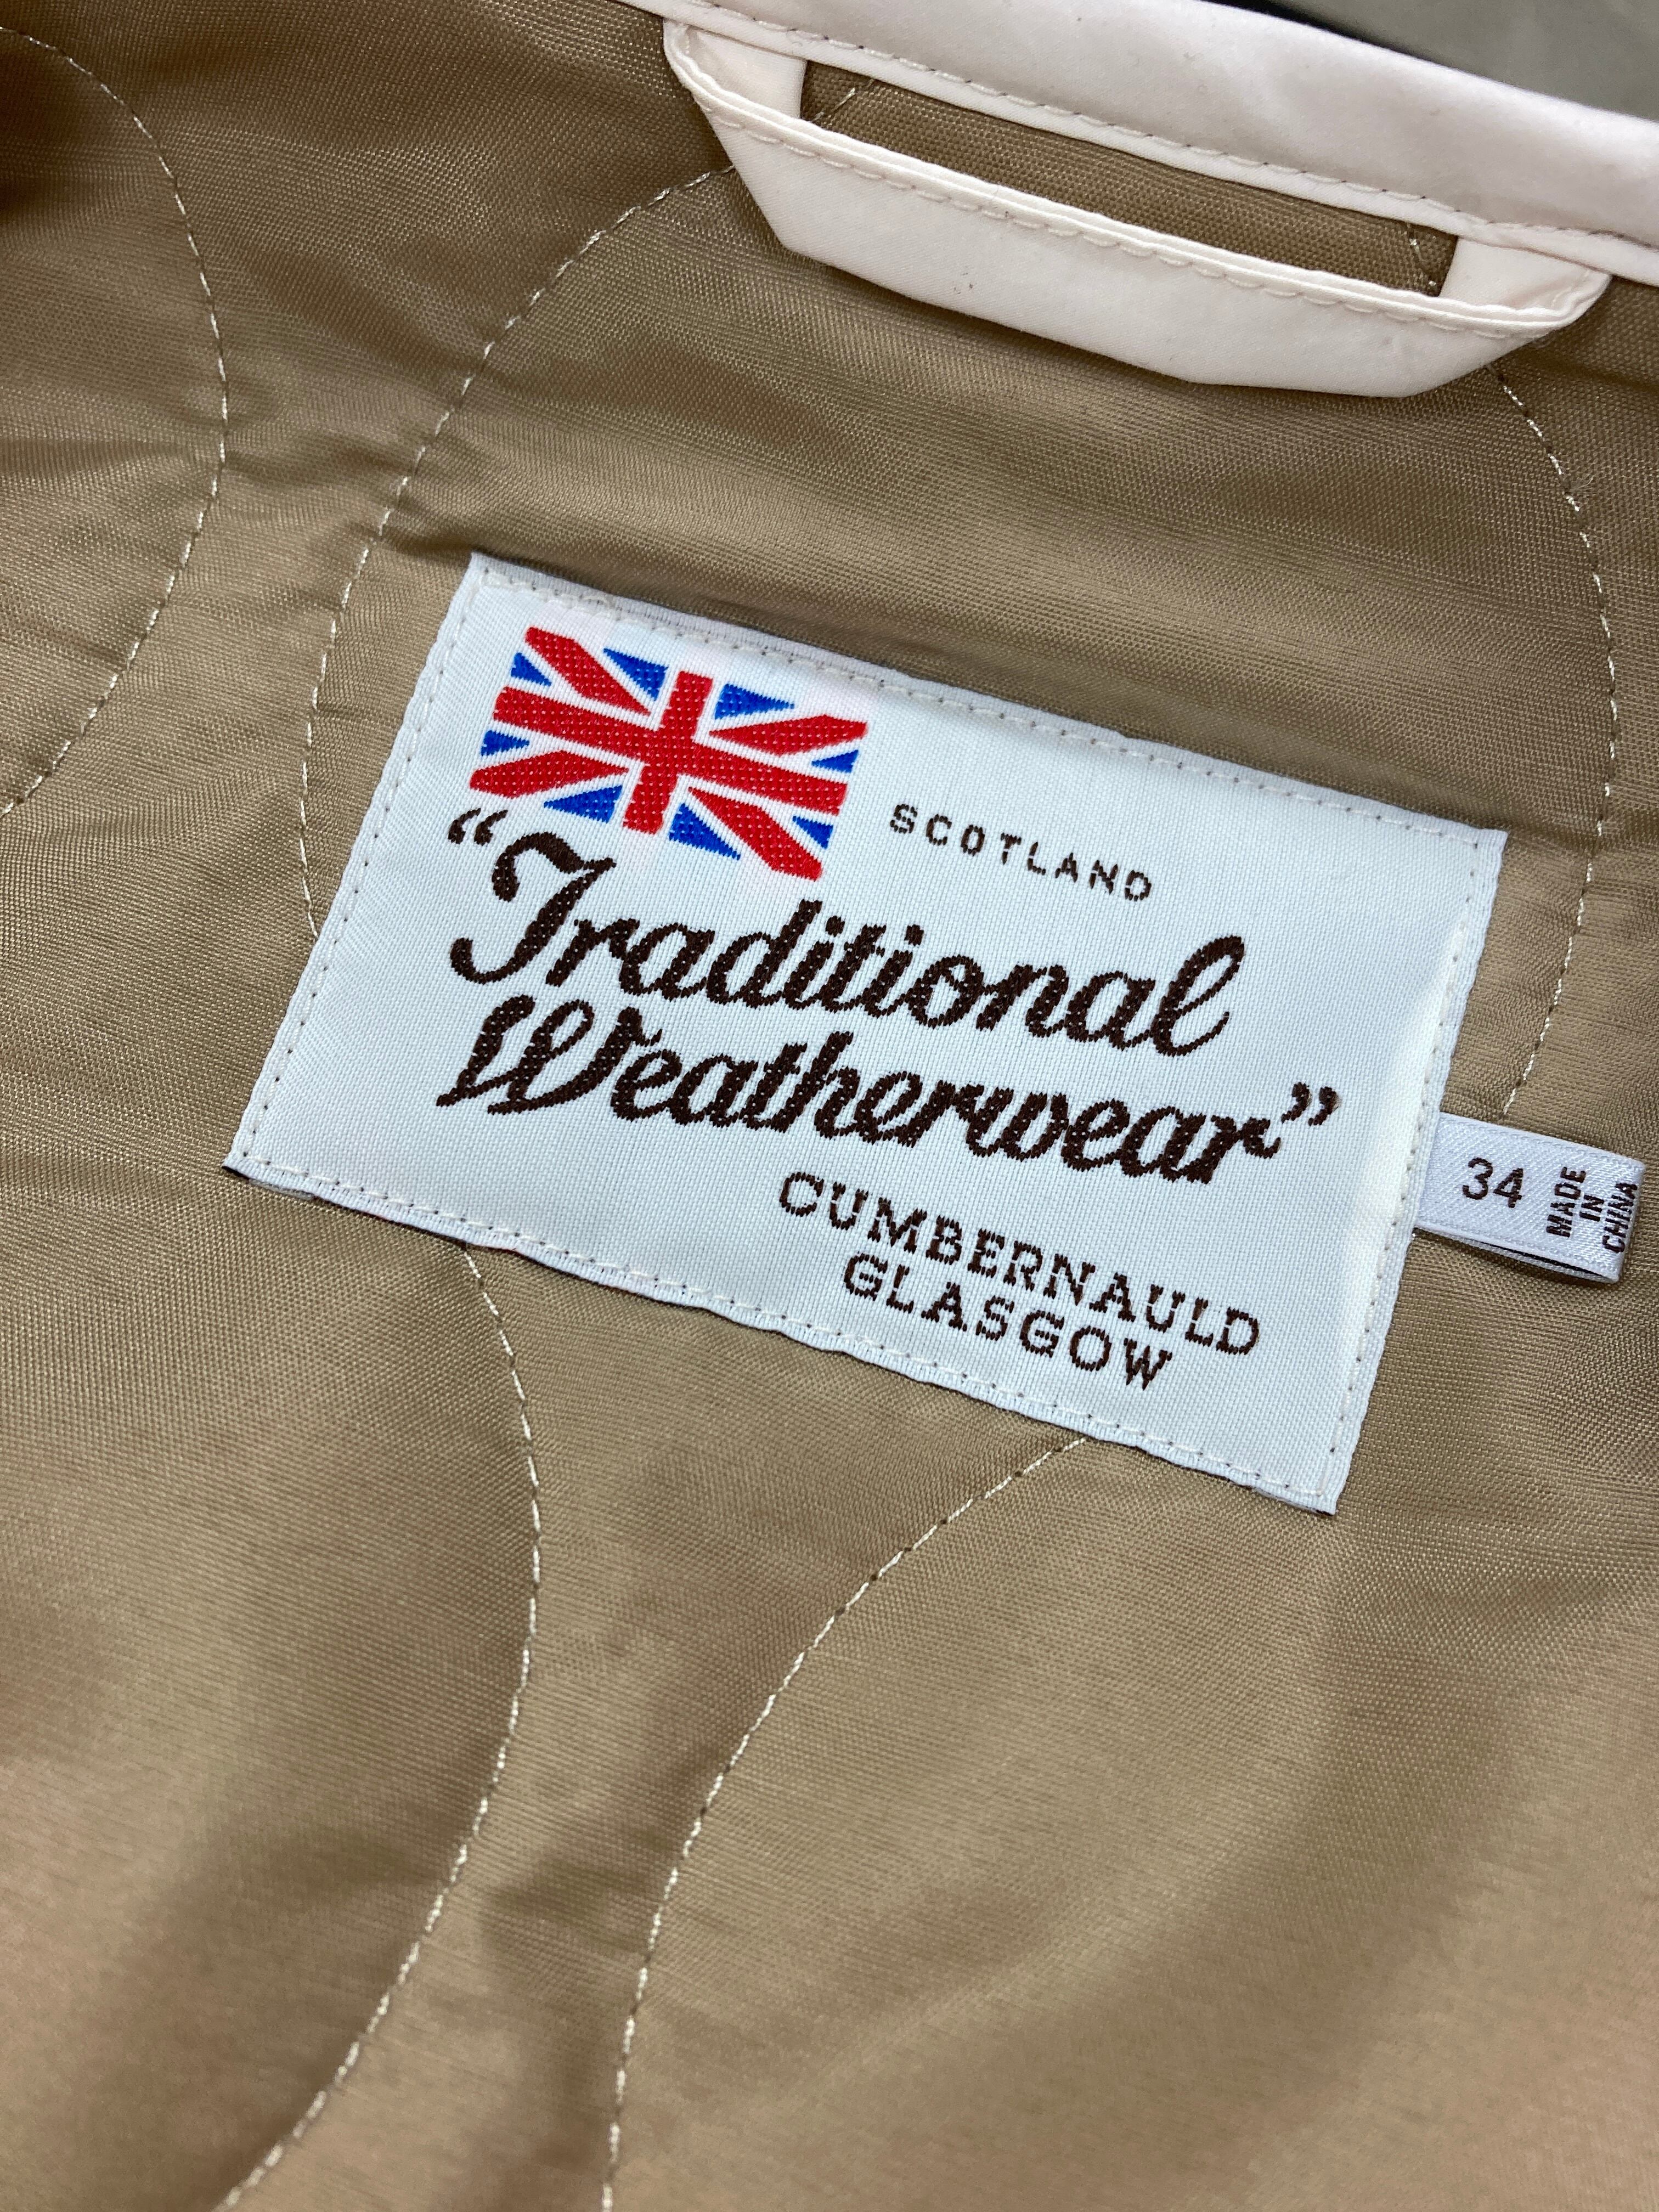 SCOTLAND
“Traditional
Weatherwear”
CUMBERNAULD
GLASGOW
34
MADE
IN
CHINA